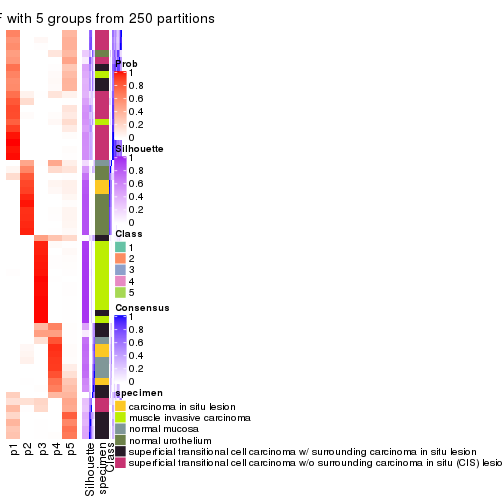 F with 5 groups from 250 partitions
Prob
1
0.8
0.6
0.4
0.2
0
Silhouette
1
0.8
0.6
0.4
0.2
0
Class
1
2
3
4
5
Consensus
1
0.8
0.6
0.4
0.2
0
specimen
carcinoma in situ lesion
muscle invasive carcinoma
normal mucosa
normal urothelium
superficial transitional cell carcinoma w/ surrounding carcinoma in situ lesion
superficial transitional cell carcinoma w/o surrounding carcinoma in situ (CIS) lesio
p1
p2
p3
p4
p5
Silhouette
specimen
Class